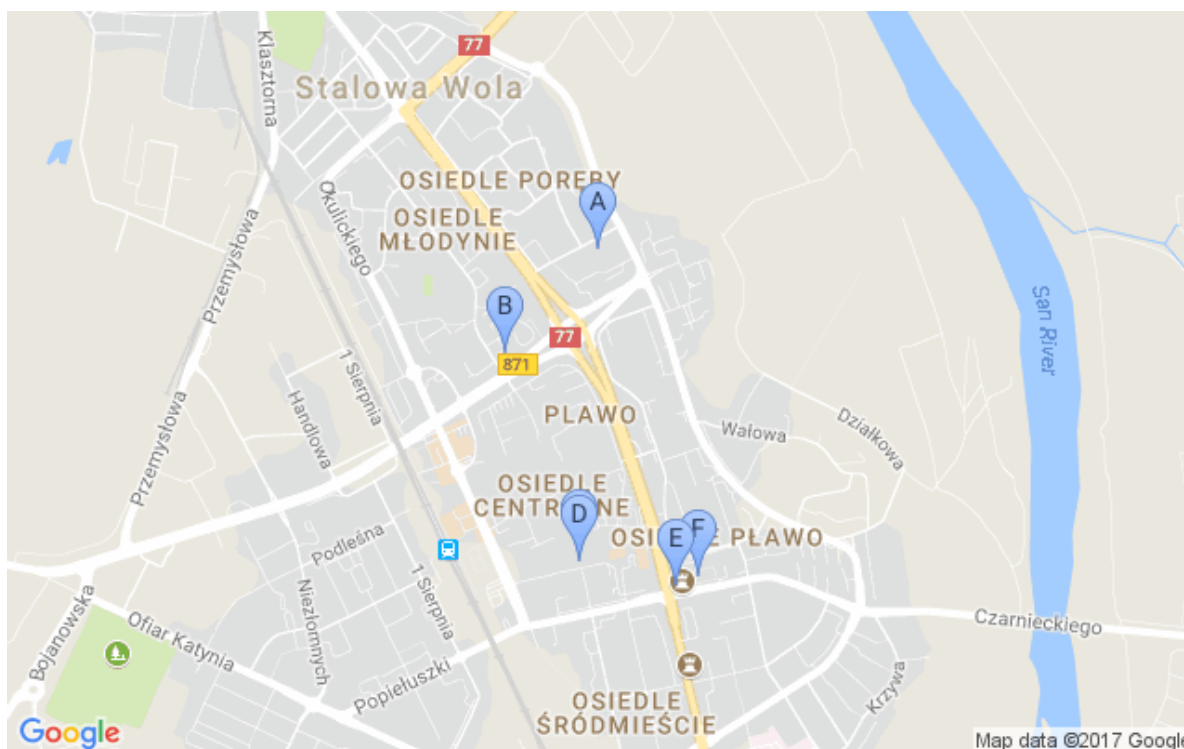 77
Klasztorna
Stalowa Wola
OSIEDLE PORĘBY
A
Okulickiego
OSIEDLE
MŁODYNIE
Przemysłowa
San River
B
77
871
1 Sierpnia
Handlowa
PLAWO
Wałowa
Działkowa
Przemysłowa
OSIEDLE
CENTRALNE
D
E
F
OSIEDLE PŁAWO
Podleśna
1 Sierpnia
Niezłomnych
Bojanowska
Ofiar Katynia
Czarnieckiego
Popiełuszki
Krzywa
OSIEDLE
ŚRÓDMIEŚCIE
Google
Map data ©2017 Google